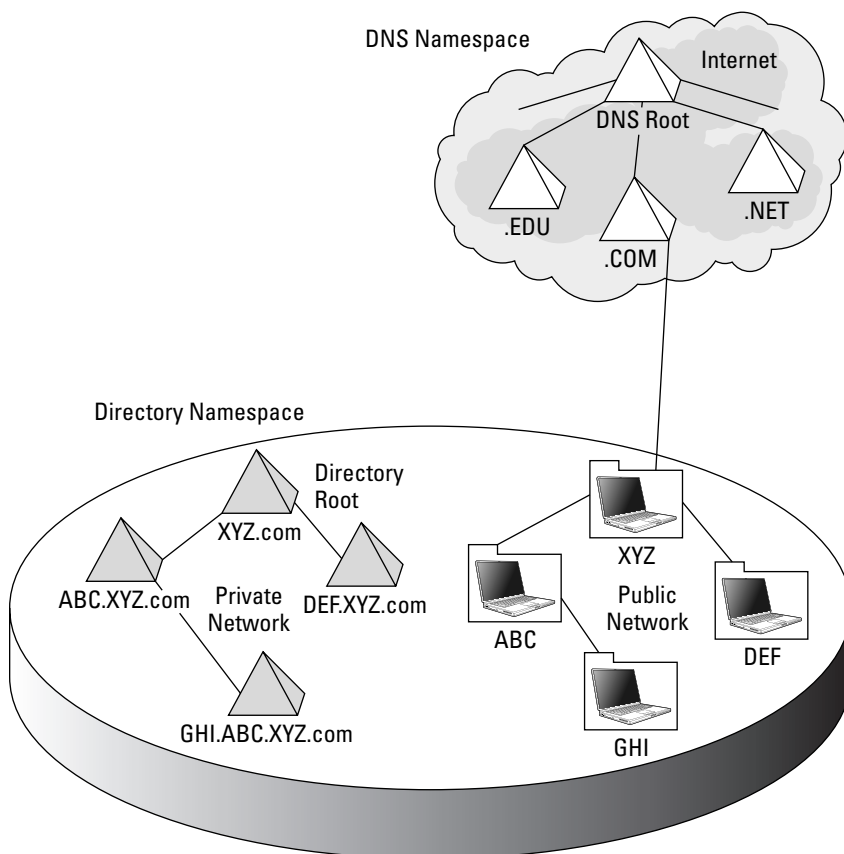 DNS Namespace
Internet
DNS Root
.EDU
.COM
.NET
Directory Namespace
Directory
Root
XYZ.com
ABC.XYZ.com
DEF.XYZ.com
Private
Network
GHI.ABC.XYZ.com
XYZ
ABC
Public
Network
DEF
GHI